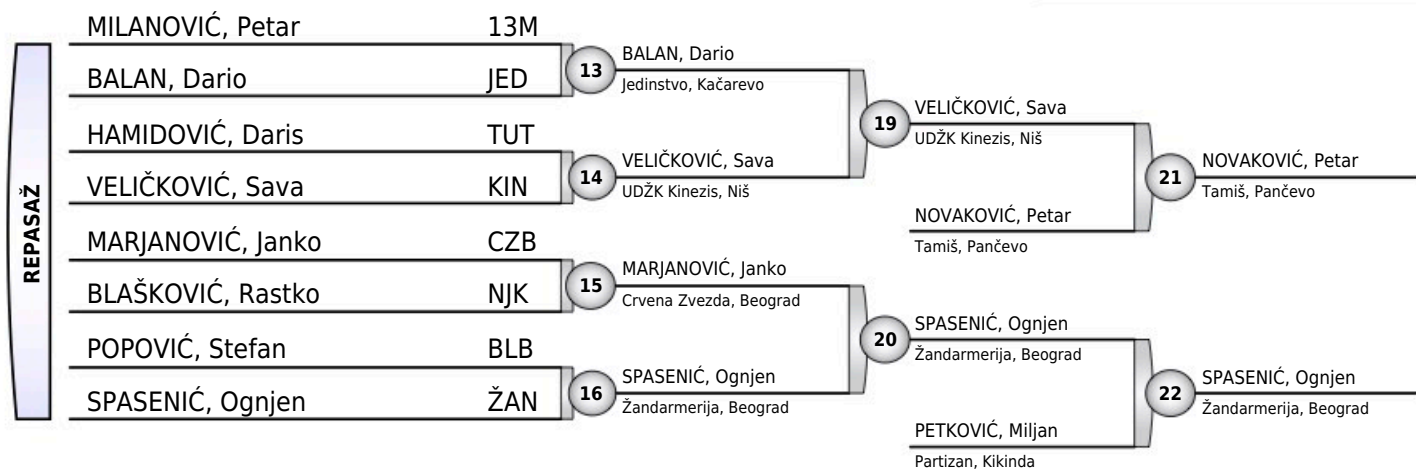 REPASAŽ
MILANOVIĆ, Petar 13M
BALAN, Dario JED
HAMIDOVIĆ, Daris TUT
VELIČKOVIĆ, Sava KIN
MARJANOVIĆ, Janko CZB
BLAŠKOVIĆ, Rastko NJK
POPOVIĆ, Stefan BLB
SPASENIĆ, Ognjen ŽAN
13
BALAN, Dario
Jedinstvo, Kačarevo
14
VELIČKOVIĆ, Sava
UDŽK Kinezis, Niš
15
MARJANOVIĆ, Janko
Crvena Zvezda, Beograd
16
SPASENIĆ, Ognjen
Žandarmerija, Beograd
19
VELIČKOVIĆ, Sava
UDŽK Kinezis, Niš
NOVAKOVIĆ, Petar
Tamiš, Pančevo
20
SPASENIĆ, Ognjen
Žandarmerija, Beograd
PETKOVIĆ, Miljan
Partizan, Kikinda
21
NOVAKOVIĆ, Petar
Tamiš, Pančevo
22
SPASENIĆ, Ognjen
Žandarmerija, Beograd